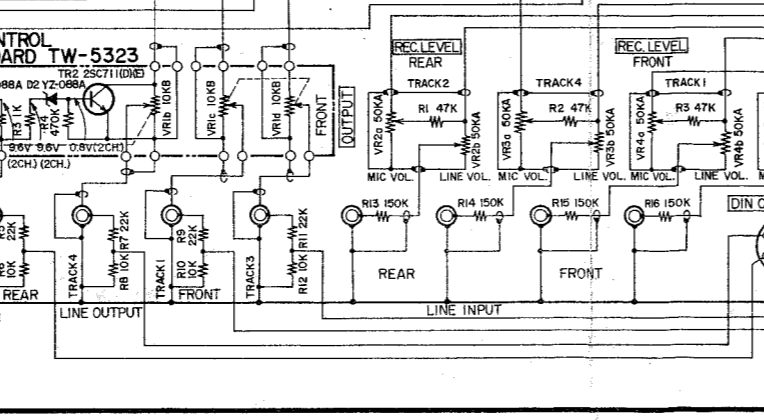 NTROL
OARD TW-5323
TR2 2SC711(D)(E)
D2 YZ-088A
R3 1K
R4 470K
9.6V 9.6V 0.8V(2CH.)
(2CH.) (2CH.)
VR1b 10KB
VR1c 10KB
VR1d 10KB
FRONT
OUTPUT
REC. LEVEL
REAR
TRACK2
R1 47K
VR2a 50KA
VR2b 50KA
MIC VOL. LINE VOL.
TRACK4
R2 47K
VR3a 50KA
VR3b 50KA
MIC VOL. LINE VOL.
REC. LEVEL
FRONT
TRACK1
R3 47K
VR4a 50KA
VR4b 50KA
MIC VOL. LINE VOL.
DIN
22K
10K
REAR
TRACK4
R7 22K
R8 10K
LINE OUTPUT
TRACK1
R9 22K
R10 10K
FRONT
TRACK3
R11 22K
R12 10K
R13 150K
R14 150K
R15 150K
R16 150K
REAR
FRONT
LINE INPUT